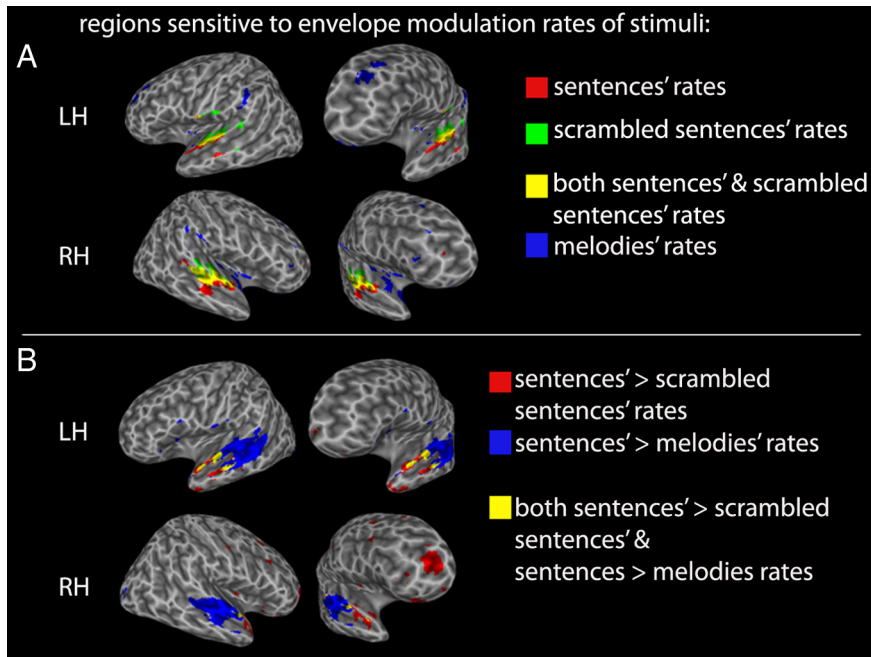 regions sensitive to envelope modulation rates of stimuli:
A
LH
RH
sentences' rates
scrambled sentences' rates
both sentences' & scrambled
sentences' rates
melodies' rates
B
LH
RH
sentences' > scrambled
sentences' rates
sentences' > melodies' rates
both sentences' > scrambled
sentences' &
sentences > melodies rates